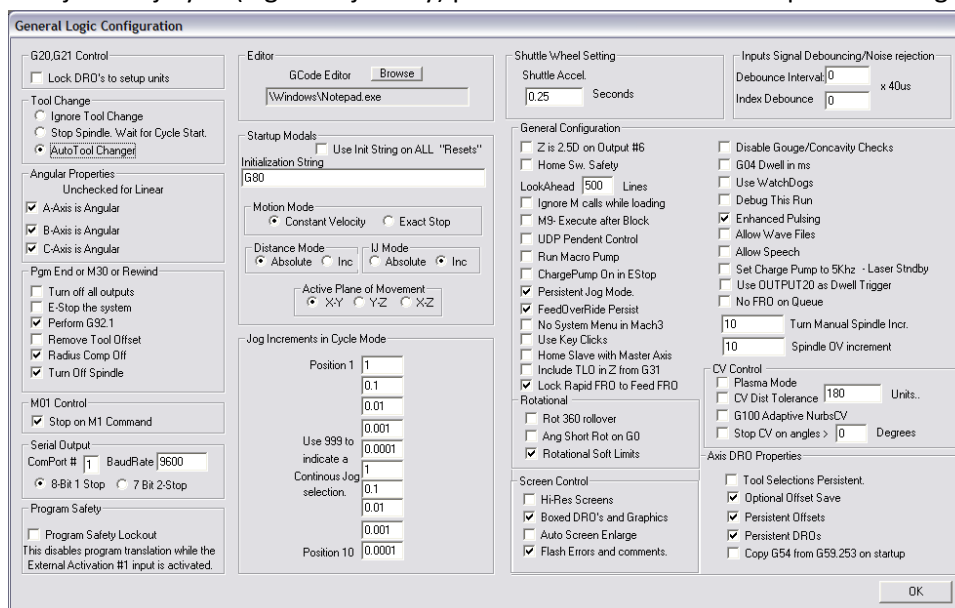 General Logic Configuration
G20,G21 Control
Lock DRO's to setup units
Tool Change
Ignore Tool Change
Stop Spindle. Wait for Cycle Start.
AutoTool Changer
Angular Properties
Unchecked for Linear
A-Axis is Angular
B-Axis is Angular
C-Axis is Angular
Pgm End or M30 or Rewind
Turn off all outputs
E-Stop the system
Perform G92.1
Remove Tool Offset
Radius Comp Off
Turn Off Spindle
M01 Control
Stop on M1 Command
Serial Output
ComPort # 1 BaudRate 9600
8-Bit 1 Stop 7 Bit 2-Stop
Program Safety
Program Safety Lockout
This disables program translation while the
External Activation #1 input is activated.
Editor
GCode Editor Browse
\Windows\Notepad.exe
Startup Modals
Use Init String on ALL "Resets"
Initialization String
G80
Motion Mode
Constant Velocity Exact Stop
Distance Mode
Absolute Inc
IJ Mode
Absolute Inc
Active Plane of Movement
X-Y Y-Z X-Z
Jog Increments in Cycle Mode
Position 1 1
0.1
0.01
0.001
Use 999 to 0.0001
indicate a
Continous Jog 1
selection. 0.1
0.01
0.001
Position 10 0.0001
Shuttle Wheel Setting
Shuttle Accel.
0.25 Seconds
Inputs Signal Debouncing/Noise rejection
Debounce Interval: 0
x 40us
Index Debounce 0
General Configuration
Z is 2.5D on Output #6
Home Sw. Safety
LookAhead 500 Lines
Ignore M calls while loading
M9- Execute after Block
UDP Pendent Control
Run Macro Pump
ChargePump On in EStop
Persistent Jog Mode.
FeedOverRide Persist
No System Menu in Mach3
Use Key Clicks
Home Slave with Master Axis
Include TLO in Z from G31
Lock Rapid FRO to Feed FRO
Disable Gouge/Concavity Checks
G04 Dwell in ms
Use WatchDogs
Debug This Run
Enhanced Pulsing
Allow Wave Files
Allow Speech
Set Charge Pump to 5Khz - Laser Stndby
Use OUTPUT20 as Dwell Trigger
No FRO on Queue
10 Turn Manual Spindle Incr.
10 Spindle OV increment
Rotational
Rot 360 rollover
Ang Short Rot on G0
Rotational Soft Limits
CV Control
Plasma Mode
CV Dist Tolerance 180 Units..
G100 Adaptive NurbsCV
Stop CV on angles > 0 Degrees
Screen Control
Hi-Res Screens
Boxed DRO's and Graphics
Auto Screen Enlarge
Flash Errors and comments.
Axis DRO Properties
Tool Selections Persistent.
Optional Offset Save
Persistent Offsets
Persistent DROs
Copy G54 from G59.253 on startup
OK